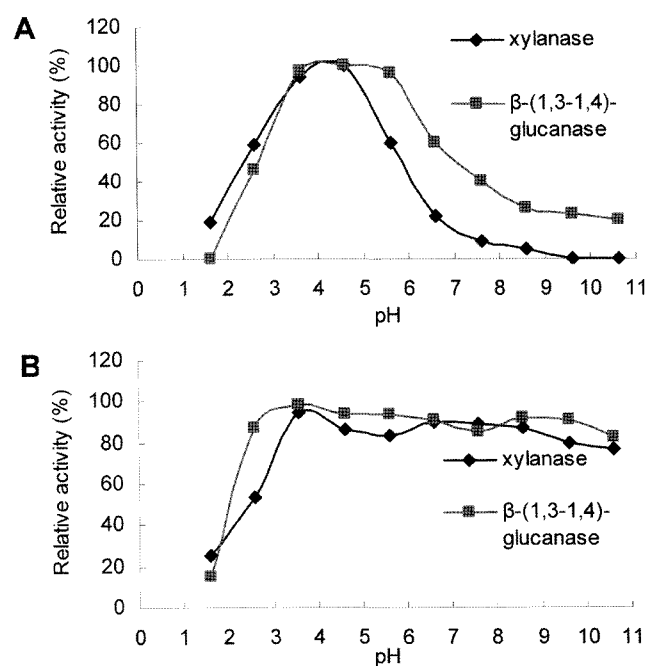 A
Relative activity (%)
120
100
80
60
40
20
0
xylanase
β-(1,3-1,4)-
glucanase
0 1 2 3 4 5 6 7 8 9 10 11
pH
B
Relative activity (%)
120
100
80
60
40
20
0
xylanase
β-(1,3-1,4)-
glucanase
0 1 2 3 4 5 6 7 8 9 10 11
pH